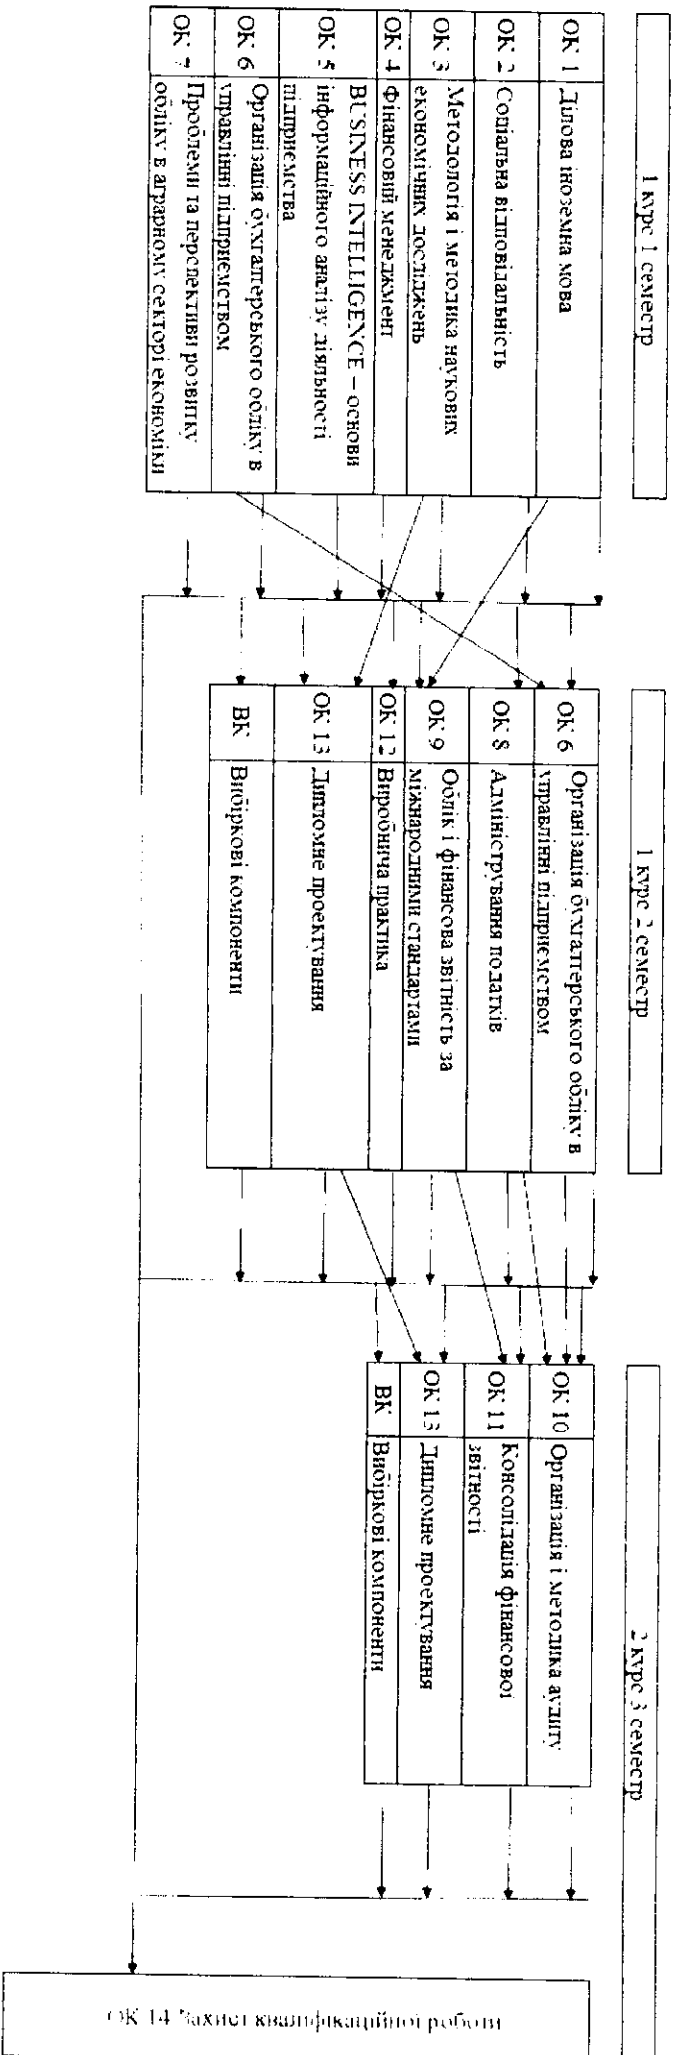 1 курс 1 семестр
ОК 1 Ділова іноземна мова
ОК 2 Соціальна відповідальність
ОК 3 Методологія і методика наукових
економічних досліджень
ОК 4 Фінансовий менеджмент
ОК 5 BUSINESS INTELLIGENCE – основи
інформаційного аналізу діяльності
підприємства
ОК 6 Організація бухгалтерського обліку в
управлінні підприємством
ОК 7 Проблеми та перспективи розвитку
обліку в аграрному секторі економіки
1 курс 2 семестр
ОК 6 Організація бухгалтерського обліку в
управлінні підприємством
ОК 8 Адміністрування податків
ОК 9 Облік і фінансова звітність за
міжнародними стандартами
ОК 12 Виробнича практика
ОК 13 Дипломне проектування
ВК Вибіркові компоненти
2 курс 3 семестр
ОК 10 Організація і методика аудиту
ОК 11 Консолідація фінансової
звітності
ОК 13 Дипломне проектування
ВК Вибіркові компоненти
ОК 14 Захист кваліфікаційної роботи